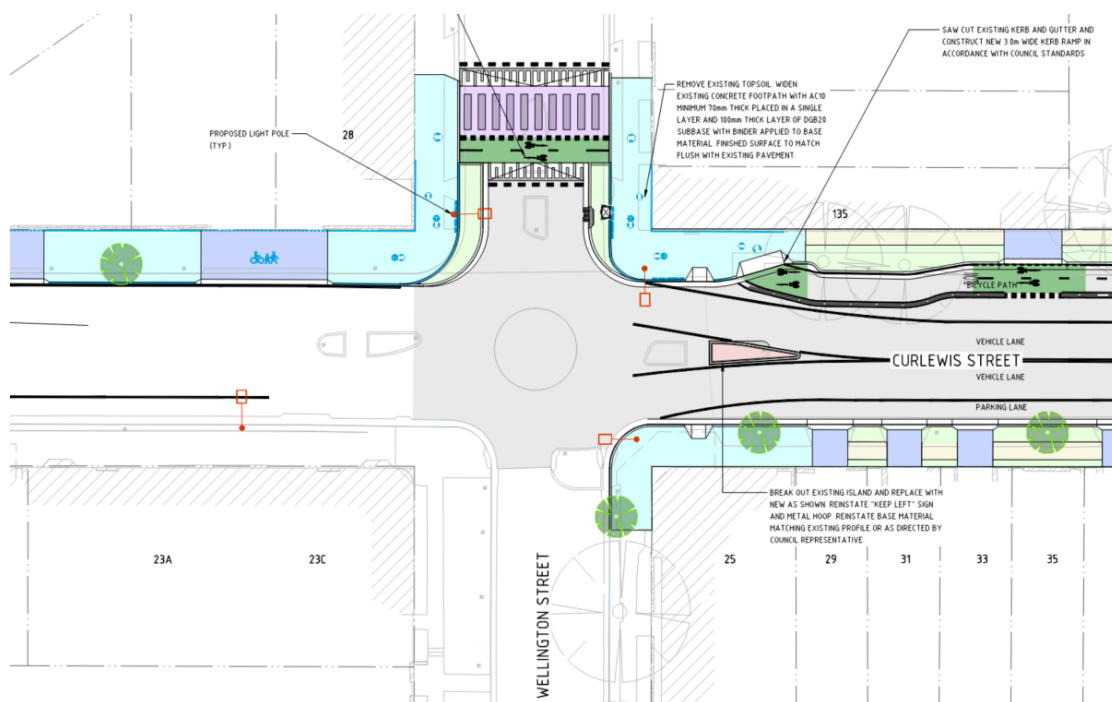 SAW CUT EXISTING KERB AND GUTTER AND
CONSTRUCT NEW 3.0m WIDE KERB RAMP IN
ACCORDANCE WITH COUNCIL STANDARDS
REMOVE EXISTING TOPSOIL. WIDEN
EXISTING CONCRETE FOOTPATH WITH AC10
MINIMUM 70mm THICK PLACED IN A SINGLE
LAYER AND 100mm THICK LAYER OF DGB20
SUBBASE WITH BINDER APPLIED TO BASE
MATERIAL. FINISHED SURFACE TO MATCH
FLUSH WITH EXISTING PAVEMENT.
PROPOSED LIGHT POLE
(TYP.)
28
135
BICYCLE PATH
VEHICLE LANE
CURLEWIS STREET
VEHICLE LANE
PARKING LANE
BREAK OUT EXISTING ISLAND AND REPLACE WITH
NEW AS SHOWN. REINSTATE "KEEP LEFT" SIGN
AND METAL HOOP. REINSTATE BASE MATERIAL
MATCHING EXISTING PROFILE OR AS DIRECTED BY
COUNCIL REPRESENTATIVE.
23A
23C
25
29
31
33
35
WELLINGTON STREET